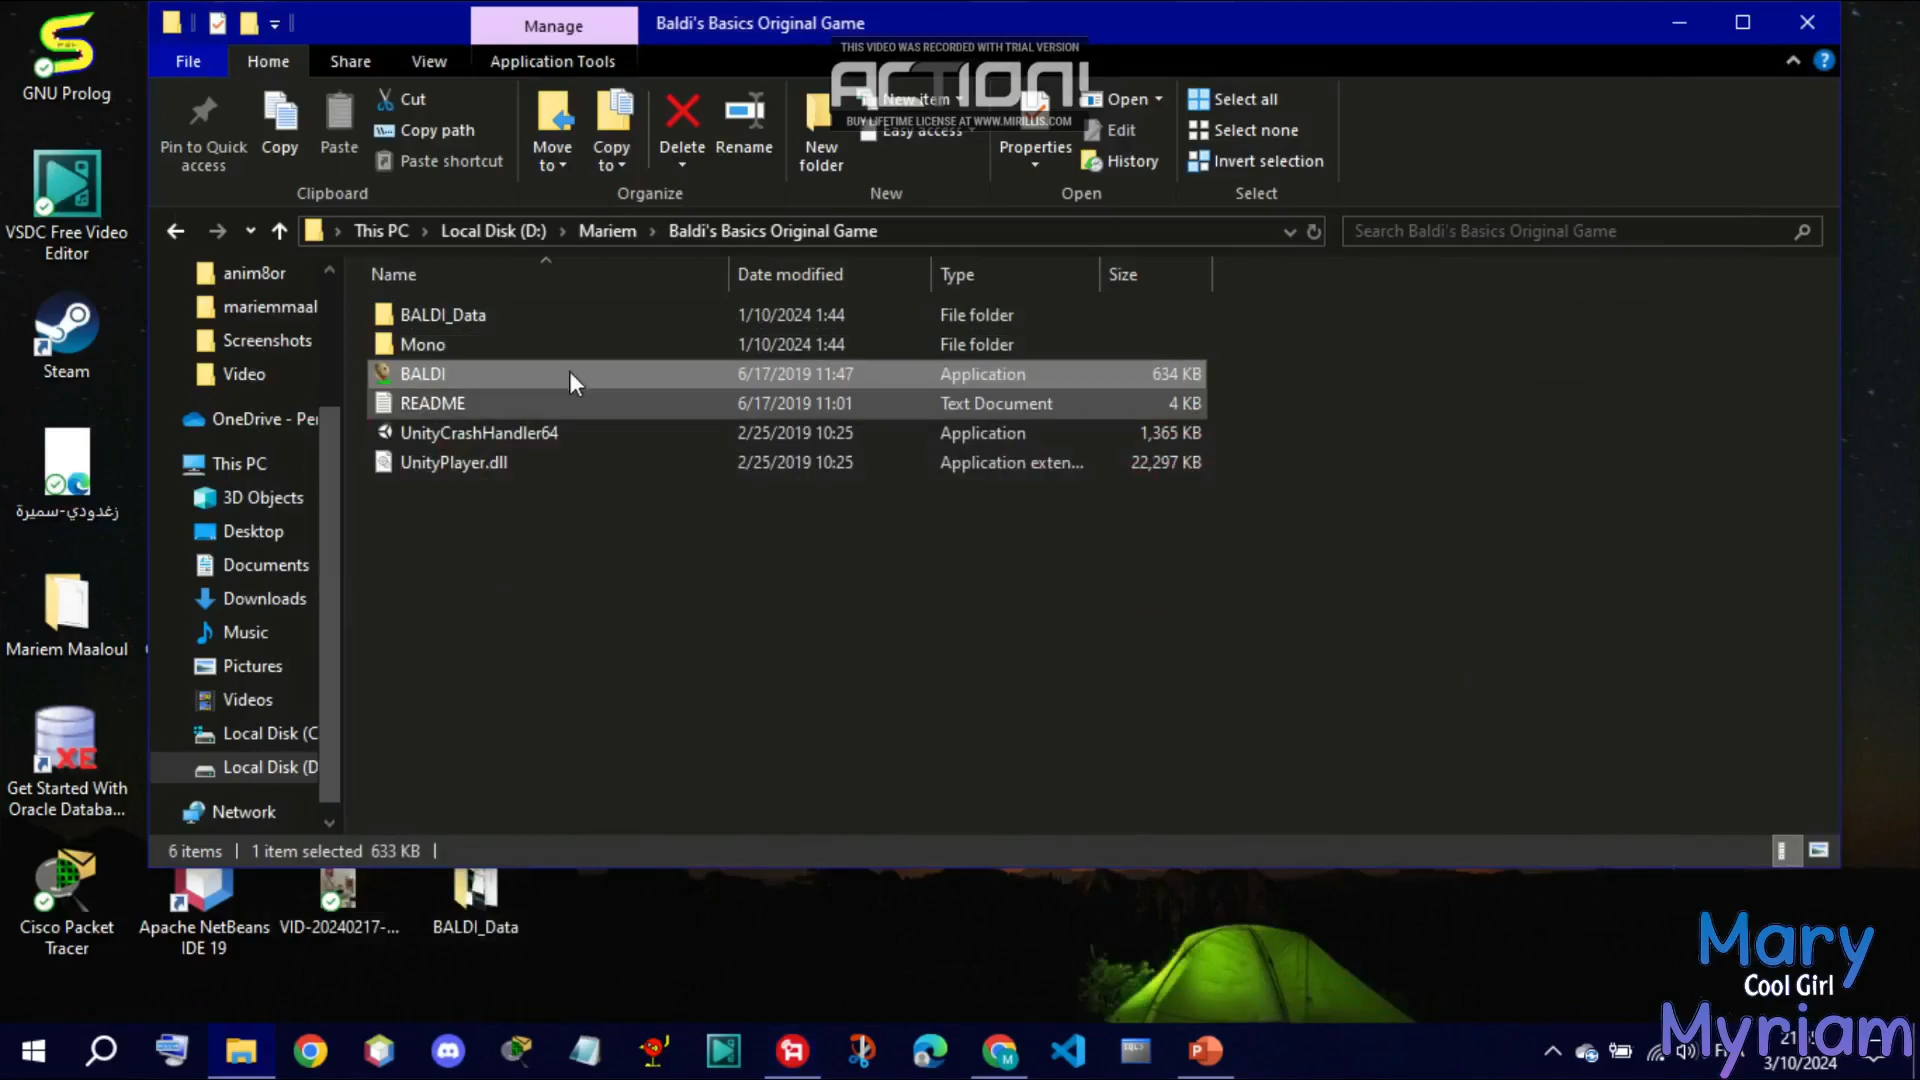 Manage
Baldi's Basics Original Game
THIS VIDEO WAS RECORDED WITH TRIAL VERSION
ACTION!
BUY LIFETIME LICENSE AT WWW.MIRILLIS.COM
File
Home
Share
View
Application Tools
Pin to Quick access
Copy
Paste
Cut
Copy path
Paste shortcut
Clipboard
Move to
Copy to
Delete
Rename
Organize
New folder
New item
Easy access
New
Properties
Open
Edit
History
Open
Select all
Select none
Invert selection
Select
This PC
Local Disk (D:)
Mariem
Baldi's Basics Original Game
Search Baldi's Basics Original Game
Name
Date modified
Type
Size
BALDI_Data 1/10/2024 1:44 File folder
Mono 1/10/2024 1:44 File folder
BALDI 6/17/2019 11:47 Application 634 KB
README 6/17/2019 11:01 Text Document 4 KB
UnityCrashHandler64 2/25/2019 10:25 Application 1,365 KB
UnityPlayer.dll 2/25/2019 10:25 Application exten... 22,297 KB
anim8or
mariemmaal
Screenshots
Video
OneDrive - Per
This PC
3D Objects
Desktop
Documents
Downloads
Music
Pictures
Videos
Local Disk (C
Local Disk (D
Network
6 items
1 item selected 633 KB
GNU Prolog
VSDC Free Video Editor
Steam
زغدودي-سميرة
Mariem Maaloul
XE
Get Started With Oracle Databa...
Cisco Packet Tracer
Apache NetBeans IDE 19
VID-20240217-...
BALDI_Data
Mary
Cool Girl
Myriam
3/10/2024